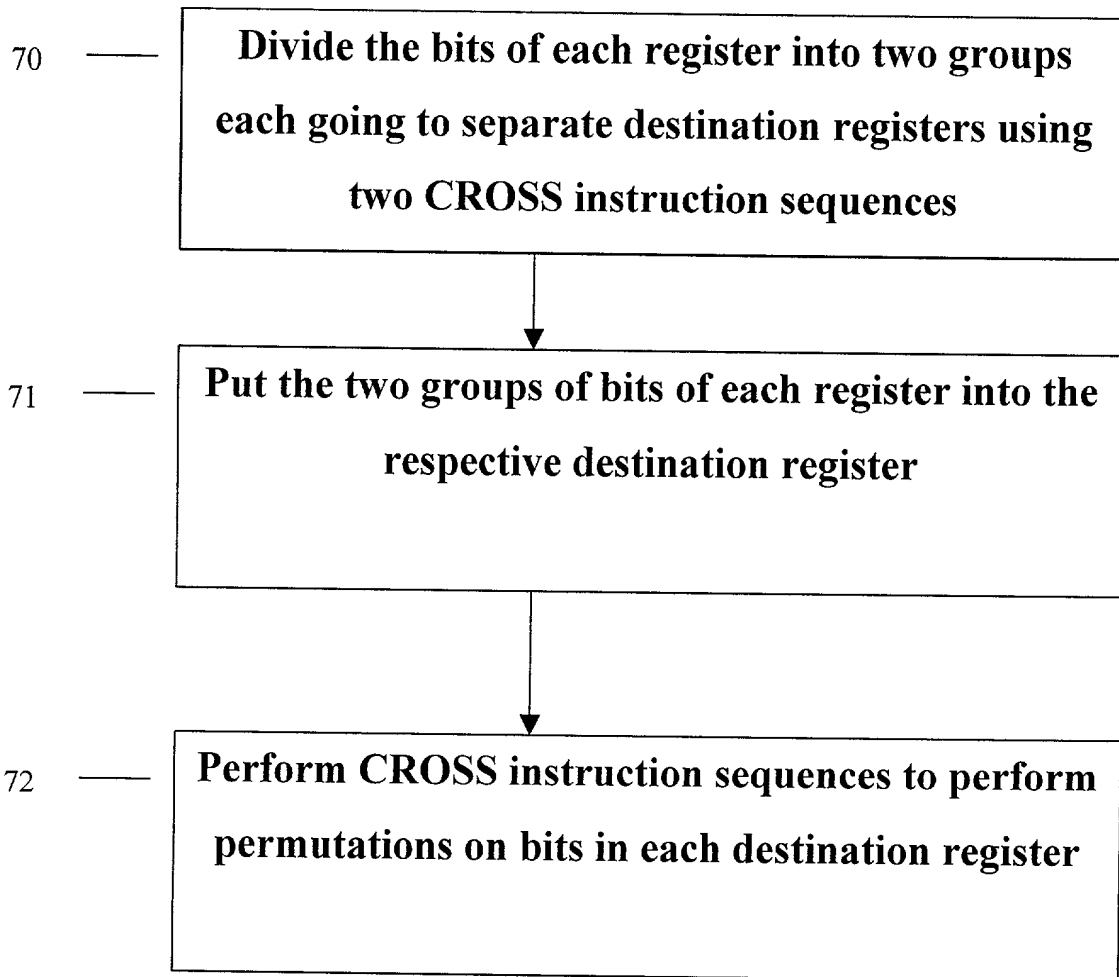 70
Divide the bits of each register into two groups
each going to separate destination registers using
two CROSS instruction sequences
71
Put the two groups of bits of each register into the
respective destination register
72
Perform CROSS instruction sequences to perform
permutations on bits in each destination register